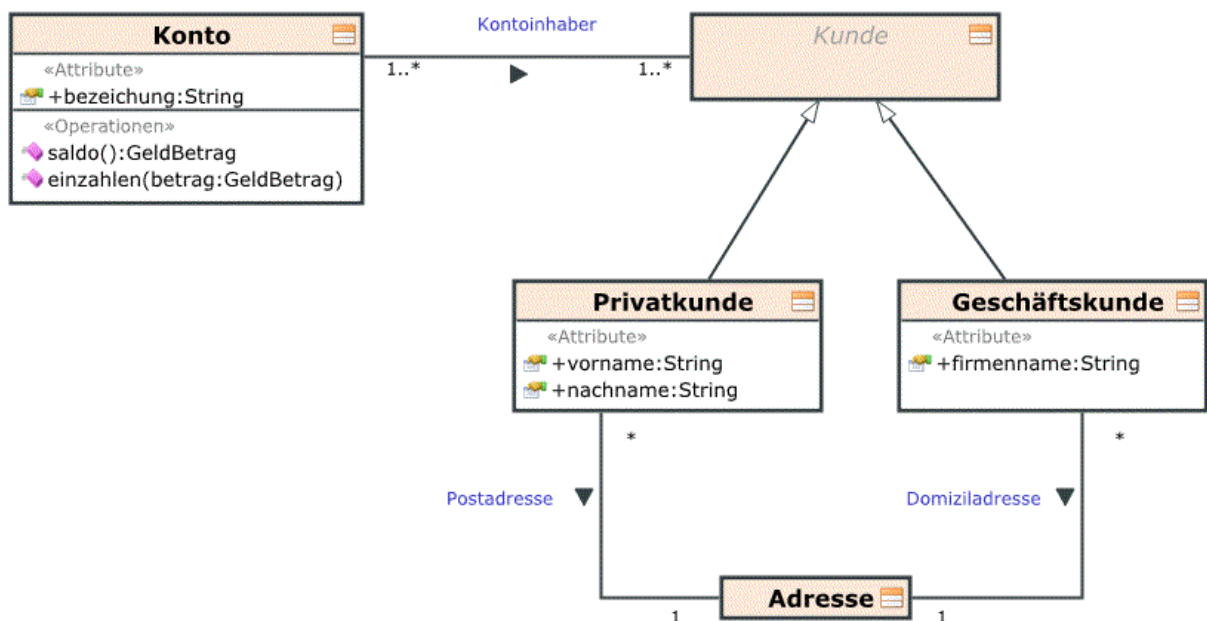 Konto
«Attribute»
+bezeichung:String
«Operationen»
saldo():GeldBetrag
einzahlen(betrag:GeldBetrag)
Kontoinhaber
1..*
1..*
Kunde
Privatkunde
«Attribute»
+vorname:String
+nachname:String
Geschäftskunde
«Attribute»
+firmenname:String
*
*
Postadresse
Domiziladresse
Adresse
1
1